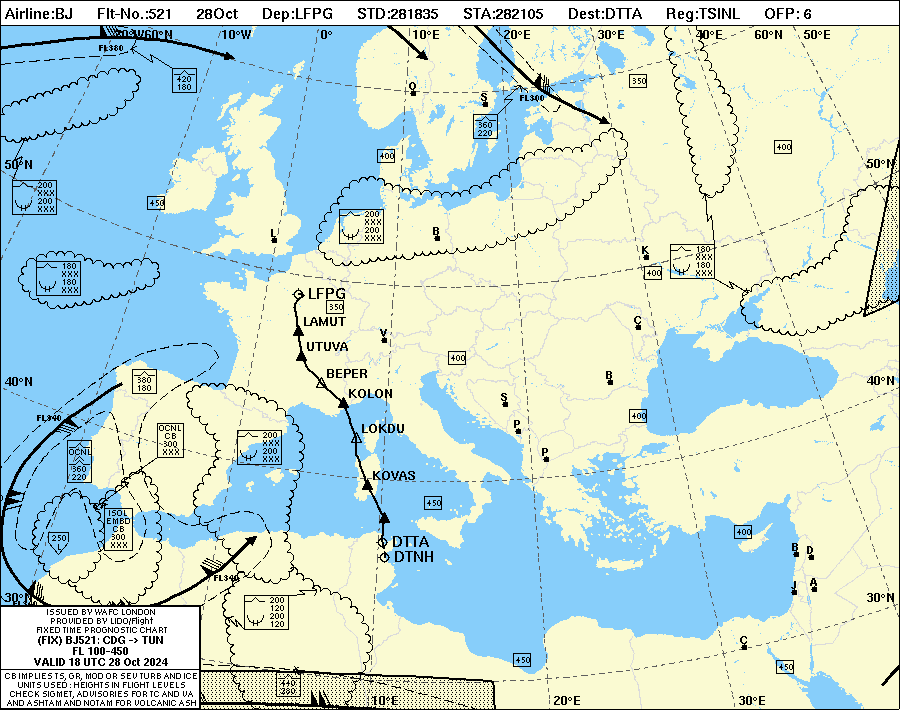 Airline:BJ Flt-No.:521 28Oct Dep:LFPG STD:281835 STA:282105 Dest:DTTA Reg:TSINL OFP: 6
20°W 60°N 10°W 0° 10°E 20°E 30°E 40°E 60°N 50°E
FL380
420
180
350
O
S
FL300
360
220
400
400
50°N
50°N
200
XXX
200
XXX
450
200
XXX
200
XXX
L
B
K
180
XXX
180
XXX
400
180
XXX
180
XXX
LFPG
350
LAMUT
C
V
UTUVA
400
BEPER
380
180
B
40°N
40°N
KOLON
S
400
FL340
P
LOKDU
OCNL
CB
300
XXX
200
XXX
200
XXX
OCNL
360
220
P
KOVAS
450
ISOL
EMBD
CB
300
XXX
400
250
DTTA
DTNH
B
D
FL340
J
A
30°N
30°N
200
120
200
120
C
450
450
440
280
10°E
20°E
30°E
ISSUED BY WAFC LONDON
PROVIDED BY LIDO/Flight
FIXED TIME PROGNOSTIC CHART
(FIX) BJ521: CDG -> TUN
FL 100-450
VALID 18 UTC 28 Oct 2024
CB IMPLIES TS, GR, MOD OR SEV TURB AND ICE
UNITS USED : HEIGHTS IN FLIGHT LEVELS
CHECK SIGMET, ADVISORIES FOR TC AND VA
AND ASHTAM AND NOTAM FOR VOLCANIC ASH